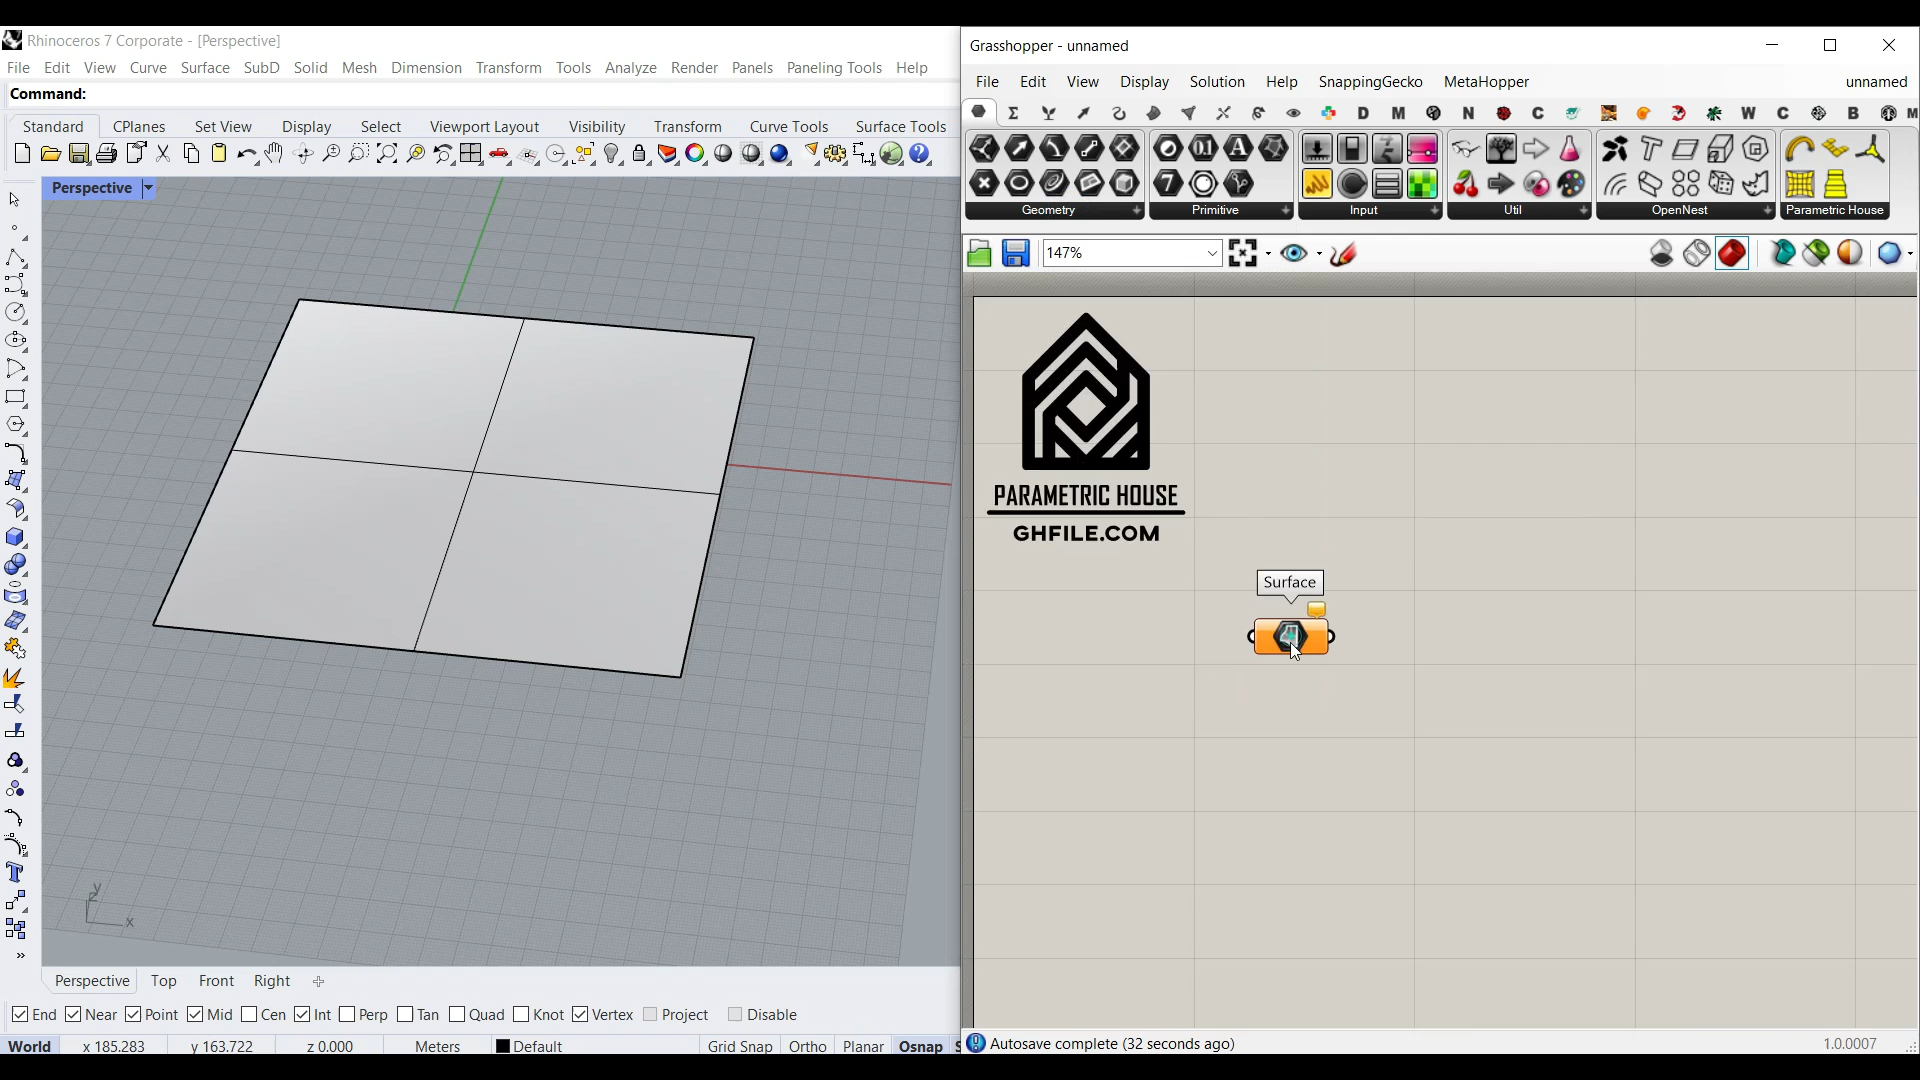 Rhinoceros 7 Corporate - [Perspective]
File Edit View Curve Surface SubD Solid Mesh Dimension Transform Tools Analyze Render Panels Paneling Tools Help
Command:
Standard CPlanes Set View Display Select Viewport Layout Visibility Transform Curve Tools Surface Tools
Perspective
y
z
x
Perspective Top Front Right
End Near Point Mid Cen Int Perp Tan Quad Knot Vertex Project Disable
World x 185.283 y 163.722 z 0.000 Meters Default Grid Snap Ortho Planar Osnap S
Grasshopper - unnamed
File Edit View Display Solution Help SnappingGecko MetaHopper unnamed
D M N C W C B M
Geometry Primitive Input Util OpenNest Parametric House
147%
PARAMETRIC HOUSE
GHFILE.COM
Surface
Autosave complete (32 seconds ago)
1.0.0007